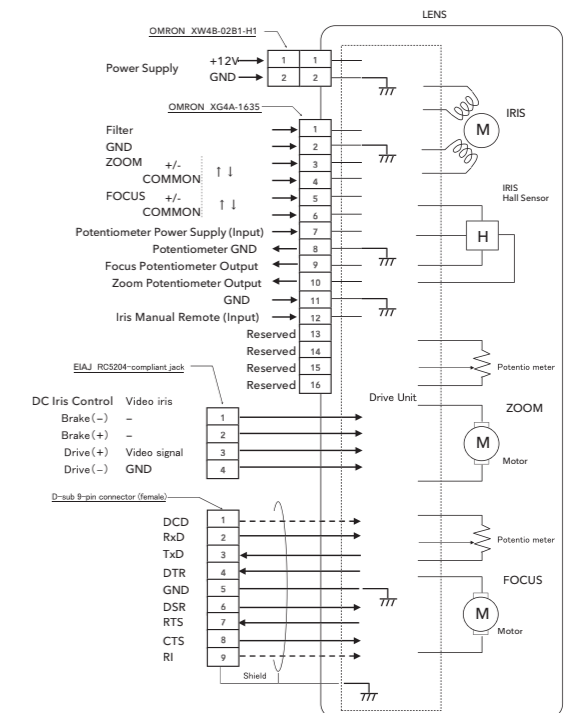 LENS
OMRON XW4B-02B1-H1
Power Supply
+12V 1 1
GND 2 2
OMRON XG4A-1635
Filter 1
GND 2
ZOOM +/- 3
COMMON 4
FOCUS +/- 5
COMMON 6
Potentiometer Power Supply (Input) 7
Potentiometer GND 8
Focus Potentiometer Output 9
Zoom Potentiometer Output 10
GND 11
Iris Manual Remote (Input) 12
Reserved 13
Reserved 14
Reserved 15
Reserved 16
IRIS
M
IRIS
Hall Sensor
H
Potentio meter
Drive Unit
ZOOM
M
Motor
EIAJ RC5204-compliant jack
DC Iris Control Video iris
Brake(-) - 1
Brake(+) - 2
Drive(+) Video signal 3
Drive(-) GND 4
D-sub 9-pin connector (female)
DCD 1
RxD 2
TxD 3
DTR 4
GND 5
DSR 6
RTS 7
CTS 8
RI 9
Shield
Potentio meter
FOCUS
M
Motor